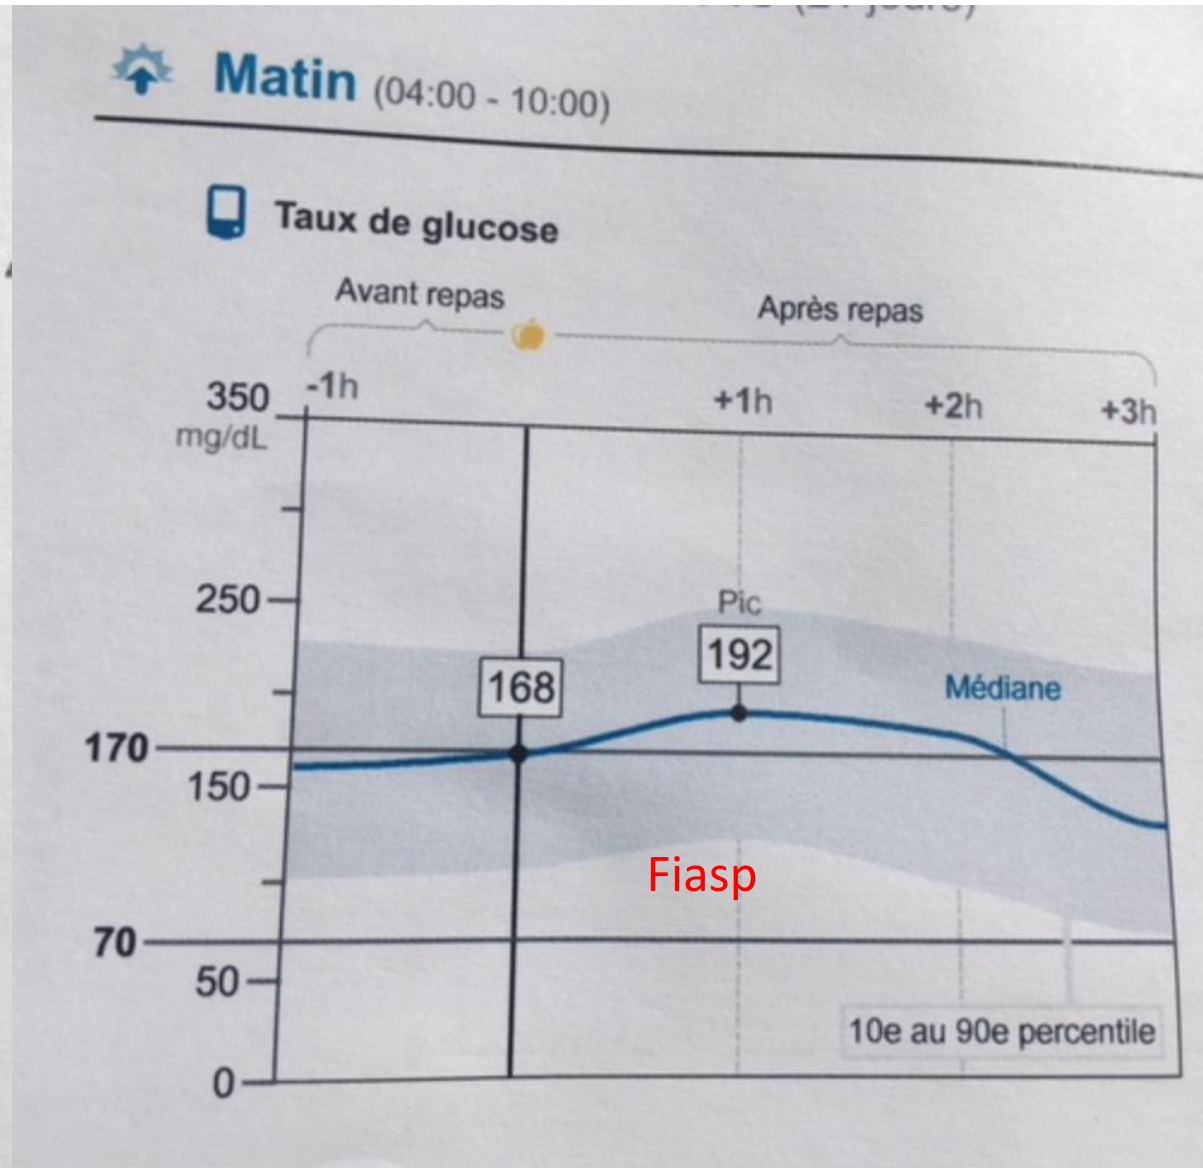 Matin (04:00 - 10:00)
Taux de glucose
Avant repas
Après repas
-1h +1h +2h +3h
350
mg/dL
250
Pic
192
168
Médiane
170
150
Fiasp
70
50
10e au 90e percentile
0